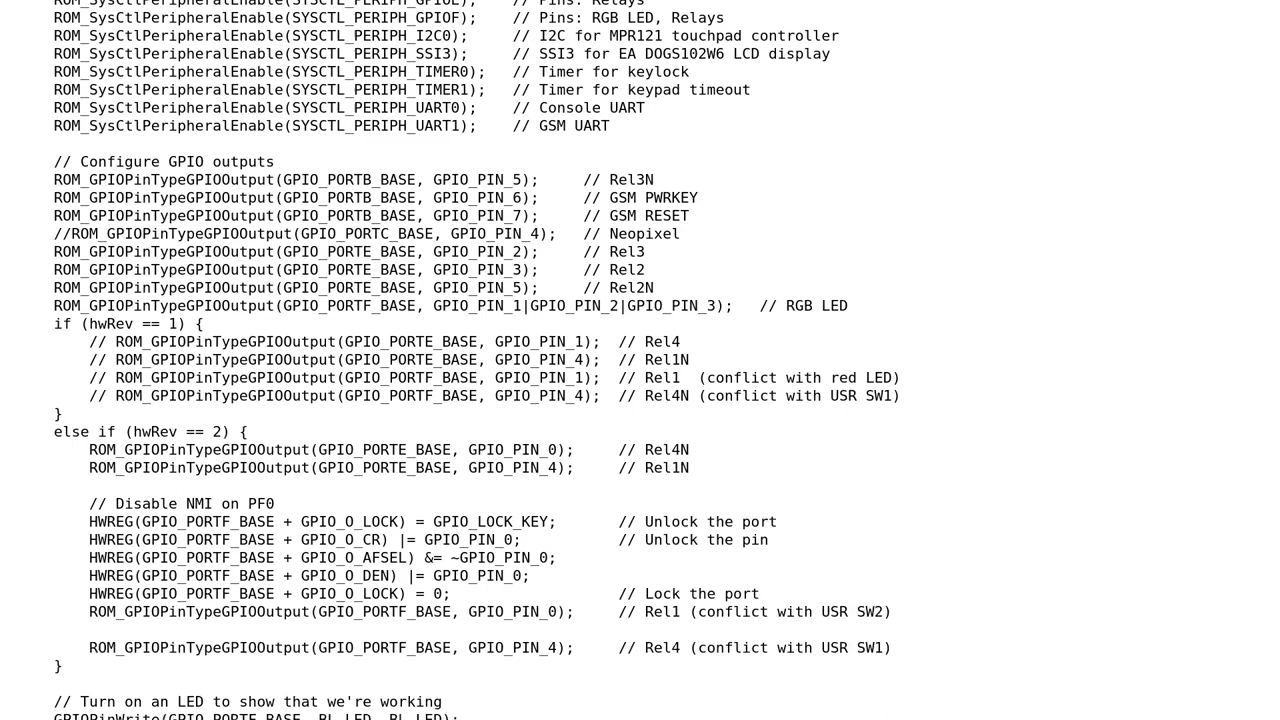 ROM_SysCtlPeripheralEnable(SYSCTL_PERIPH_GPIOE);    // Pins: Relays
ROM_SysCtlPeripheralEnable(SYSCTL_PERIPH_GPIOF);    // Pins: RGB LED, Relays
ROM_SysCtlPeripheralEnable(SYSCTL_PERIPH_I2C0);     // I2C for MPR121 touchpad controller
ROM_SysCtlPeripheralEnable(SYSCTL_PERIPH_SSI3);     // SSI3 for EA DOGS102W6 LCD display
ROM_SysCtlPeripheralEnable(SYSCTL_PERIPH_TIMER0);   // Timer for keylock
ROM_SysCtlPeripheralEnable(SYSCTL_PERIPH_TIMER1);   // Timer for keypad timeout
ROM_SysCtlPeripheralEnable(SYSCTL_PERIPH_UART0);    // Console UART
ROM_SysCtlPeripheralEnable(SYSCTL_PERIPH_UART1);    // GSM UART

// Configure GPIO outputs
ROM_GPIOPinTypeGPIOOutput(GPIO_PORTB_BASE, GPIO_PIN_5);     // Rel3N
ROM_GPIOPinTypeGPIOOutput(GPIO_PORTB_BASE, GPIO_PIN_6);     // GSM PWRKEY
ROM_GPIOPinTypeGPIOOutput(GPIO_PORTB_BASE, GPIO_PIN_7);     // GSM RESET
//ROM_GPIOPinTypeGPIOOutput(GPIO_PORTC_BASE, GPIO_PIN_4);   // Neopixel
ROM_GPIOPinTypeGPIOOutput(GPIO_PORTE_BASE, GPIO_PIN_2);     // Rel3
ROM_GPIOPinTypeGPIOOutput(GPIO_PORTE_BASE, GPIO_PIN_3);     // Rel2
ROM_GPIOPinTypeGPIOOutput(GPIO_PORTE_BASE, GPIO_PIN_5);     // Rel2N
ROM_GPIOPinTypeGPIOOutput(GPIO_PORTF_BASE, GPIO_PIN_1|GPIO_PIN_2|GPIO_PIN_3);   // RGB LED
if (hwRev == 1) {
    // ROM_GPIOPinTypeGPIOOutput(GPIO_PORTE_BASE, GPIO_PIN_1);  // Rel4
    // ROM_GPIOPinTypeGPIOOutput(GPIO_PORTE_BASE, GPIO_PIN_4);  // Rel1N
    // ROM_GPIOPinTypeGPIOOutput(GPIO_PORTF_BASE, GPIO_PIN_1);  // Rel1  (conflict with red LED)
    // ROM_GPIOPinTypeGPIOOutput(GPIO_PORTF_BASE, GPIO_PIN_4);  // Rel4N (conflict with USR SW1)
}
else if (hwRev == 2) {
    ROM_GPIOPinTypeGPIOOutput(GPIO_PORTE_BASE, GPIO_PIN_0);     // Rel4N
    ROM_GPIOPinTypeGPIOOutput(GPIO_PORTE_BASE, GPIO_PIN_4);     // Rel1N

    // Disable NMI on PF0
    HWREG(GPIO_PORTF_BASE + GPIO_O_LOCK) = GPIO_LOCK_KEY;       // Unlock the port
    HWREG(GPIO_PORTF_BASE + GPIO_O_CR) |= GPIO_PIN_0;           // Unlock the pin
    HWREG(GPIO_PORTF_BASE + GPIO_O_AFSEL) &= ~GPIO_PIN_0;
    HWREG(GPIO_PORTF_BASE + GPIO_O_DEN) |= GPIO_PIN_0;
    HWREG(GPIO_PORTF_BASE + GPIO_O_LOCK) = 0;                   // Lock the port
    ROM_GPIOPinTypeGPIOOutput(GPIO_PORTF_BASE, GPIO_PIN_0);     // Rel1 (conflict with USR SW2)

    ROM_GPIOPinTypeGPIOOutput(GPIO_PORTF_BASE, GPIO_PIN_4);     // Rel4 (conflict with USR SW1)
}

// Turn on an LED to show that we're working
GPIOPinWrite(GPIO_PORTF_BASE, BL_LED, BL_LED);